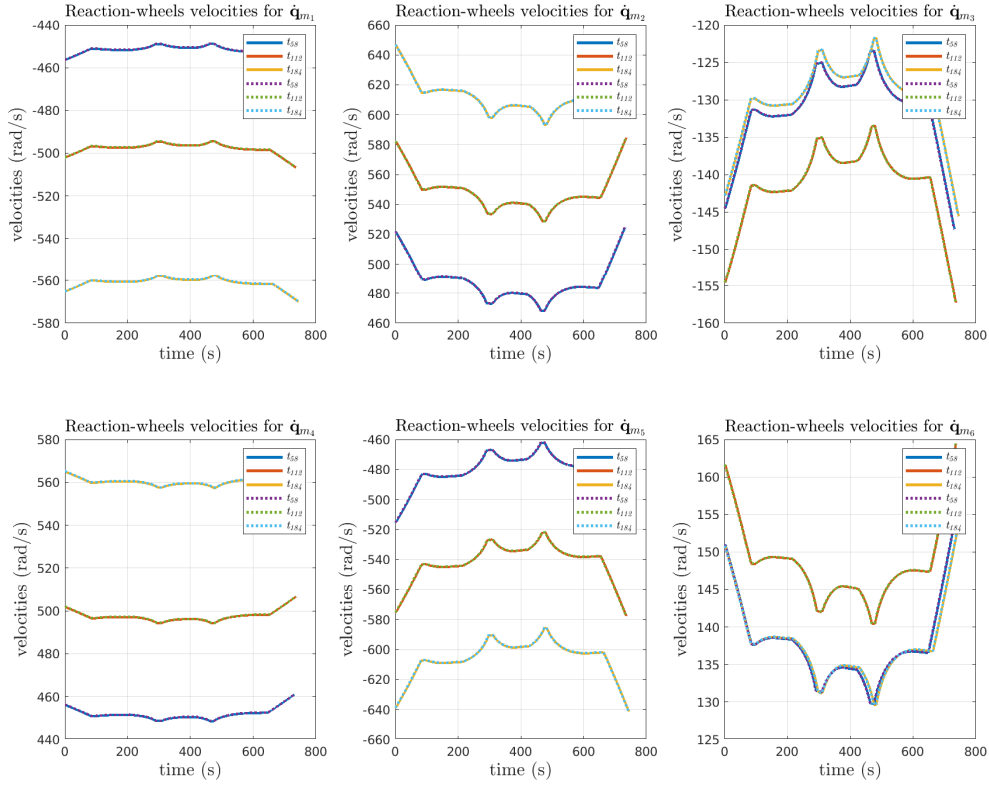 Reaction-wheels velocities for q̇m1
velocities (rad/s)
-440
-460
-480
-500
-520
-540
-560
-580
0
200
400
600
800
time (s)
t58
t112
t184
t58
t112
t184
Reaction-wheels velocities for q̇m2
velocities (rad/s)
660
640
620
600
580
560
540
520
500
480
460
0
200
400
600
800
time (s)
t58
t112
t184
t58
t112
t184
Reaction-wheels velocities for q̇m3
velocities (rad/s)
-120
-125
-130
-135
-140
-145
-150
-155
-160
0
200
400
600
800
time (s)
t58
t112
t184
t58
t112
t184
Reaction-wheels velocities for q̇m4
velocities (rad/s)
580
560
540
520
500
480
460
440
0
200
400
600
800
time (s)
t58
t112
t184
t58
t112
t184
Reaction-wheels velocities for q̇m5
velocities (rad/s)
-460
-480
-500
-520
-540
-560
-580
-600
-620
-640
-660
0
200
400
600
800
time (s)
t58
t112
t184
t58
t112
t184
Reaction-wheels velocities for q̇m6
velocities (rad/s)
165
160
155
150
145
140
135
130
125
0
200
400
600
800
time (s)
t58
t112
t184
t58
t112
t184